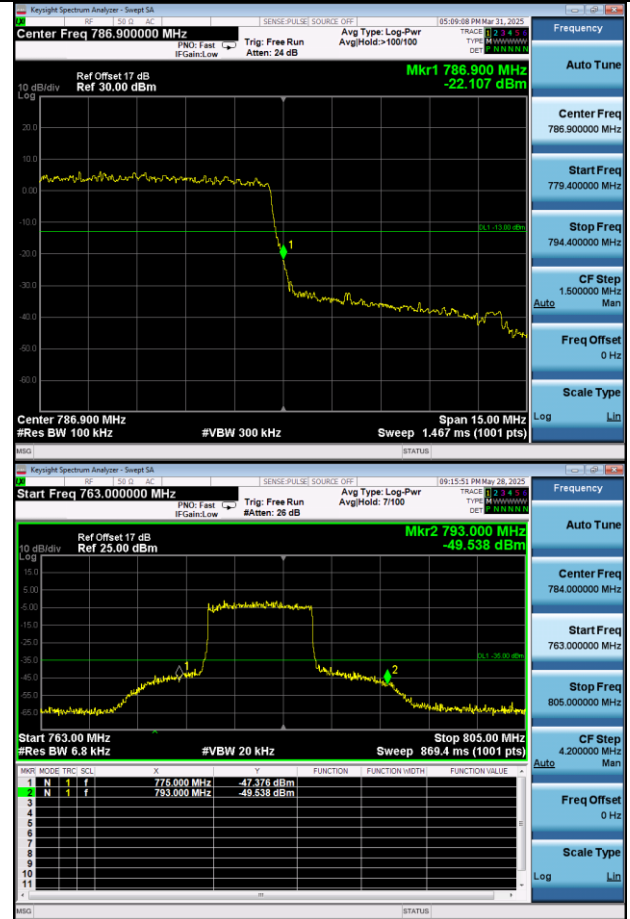 Keysight Spectrum Analyzer - Swept SA
RF 50 Ω AC SENSE:PULSE SOURCE OFF 05:09:08 PM Mar 31, 2025
Center Freq 786.900000 MHz
PNO: Fast
IFGain:Low
Trig: Free Run
Atten: 24 dB
Avg Type: Log-Pwr
Avg|Hold:>100/100
TRACE 1 2 3 4 5 6
TYPE M W W W W W
DET P N N N N N
Frequency
Ref Offset 17 dB
10 dB/div Ref 30.00 dBm
Log
Mkr1 786.900 MHz
-22.107 dBm
20.0
10.0
0.00
-10.0
-20.0
-30.0
-40.0
-50.0
-60.0
DL1 -13.00 dBm
1
Center 786.900 MHz
#Res BW 100 kHz
#VBW 300 kHz
Span 15.00 MHz
Sweep 1.467 ms (1001 pts)
Auto Tune
Center Freq
786.900000 MHz
Start Freq
779.400000 MHz
Stop Freq
794.400000 MHz
CF Step
1.500000 MHz
Auto Man
Freq Offset
0 Hz
Scale Type
Log Lin
MSG STATUS
Keysight Spectrum Analyzer - Swept SA
RF 50 Ω AC SENSE:PULSE SOURCE OFF 09:15:51 PM May 28, 2025
Start Freq 763.000000 MHz
PNO: Fast
IFGain:Low
Trig: Free Run
#Atten: 26 dB
Avg Type: Log-Pwr
Avg|Hold: 7/100
TRACE 1 2 3 4 5 6
TYPE M W W W W W
DET P N N N N N
Frequency
Ref Offset 17 dB
10 dB/div Ref 25.00 dBm
Log
Mkr2 793.000 MHz
-49.538 dBm
15.0
5.00
-5.00
-15.0
-25.0
-35.0
-45.0
-55.0
-65.0
DL1 -35.00 dBm
1
2
Start 763.00 MHz
#Res BW 6.8 kHz
#VBW 20 kHz
Stop 805.00 MHz
Sweep 869.4 ms (1001 pts)
MKR MODE TRC SCL X Y FUNCTION FUNCTION WIDTH FUNCTION VALUE
1 N 1 f 775.000 MHz -47.376 dBm
2 N 1 f 793.000 MHz -49.538 dBm
3
4
5
6
7
8
9
10
11
Auto Tune
Center Freq
784.000000 MHz
Start Freq
763.000000 MHz
Stop Freq
805.000000 MHz
CF Step
4.200000 MHz
Auto Man
Freq Offset
0 Hz
Scale Type
Log Lin
MSG STATUS